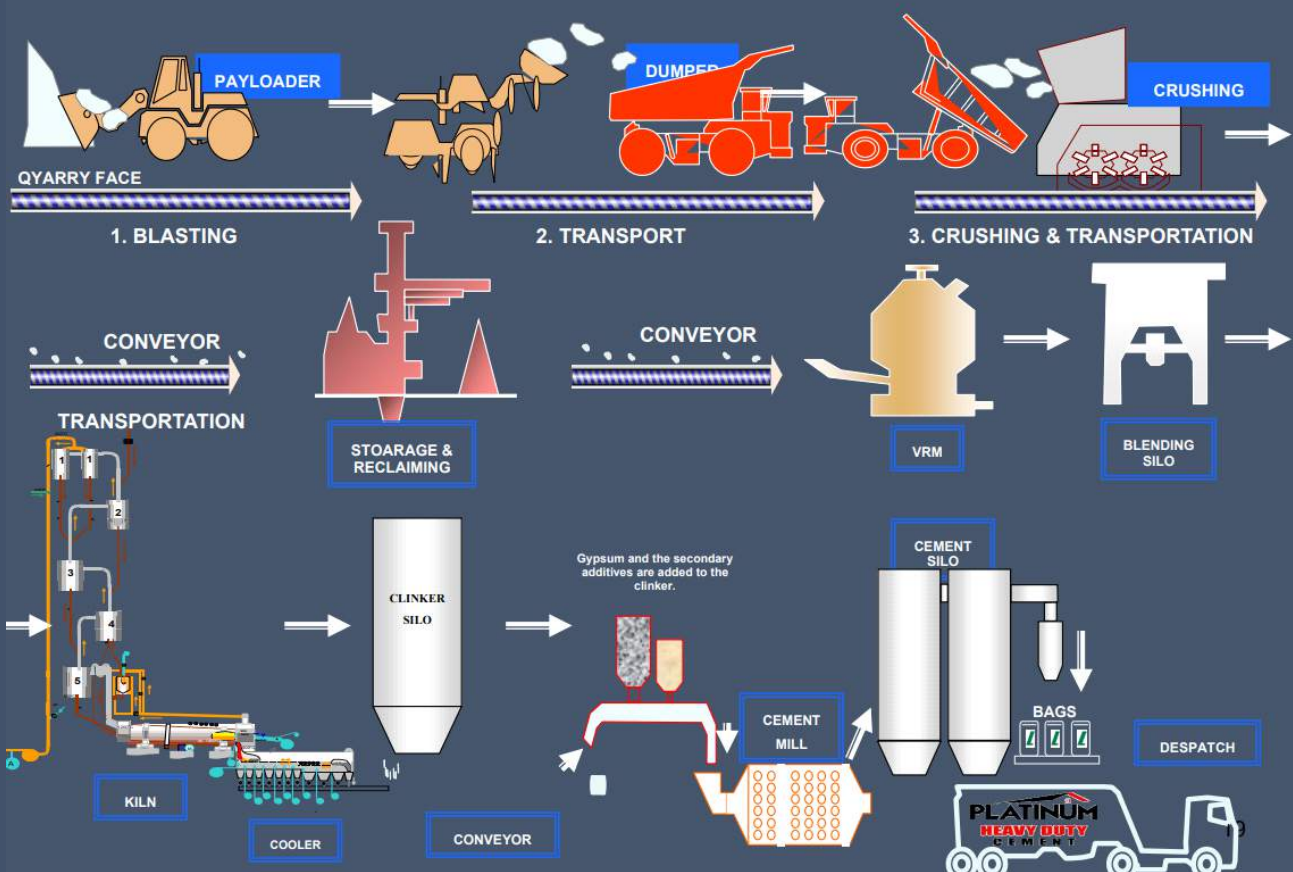 PAYLOADER
DUMPER
CRUSHING
QYARRY FACE
1. BLASTING
2. TRANSPORT
3. CRUSHING & TRANSPORTATION
CONVEYOR
CONVEYOR
TRANSPORTATION
STOARAGE &
RECLAIMING
VRM
BLENDING
SILO
1
1
2
3
4
5
CLINKER
SILO
Gypsum and the secondary
additives are added to the
clinker.
CEMENT
SILO
KILN
COOLER
CONVEYOR
CEMENT
MILL
BAGS
DESPATCH
PLATINUM
HEAVY DUTY
CEMENT
19